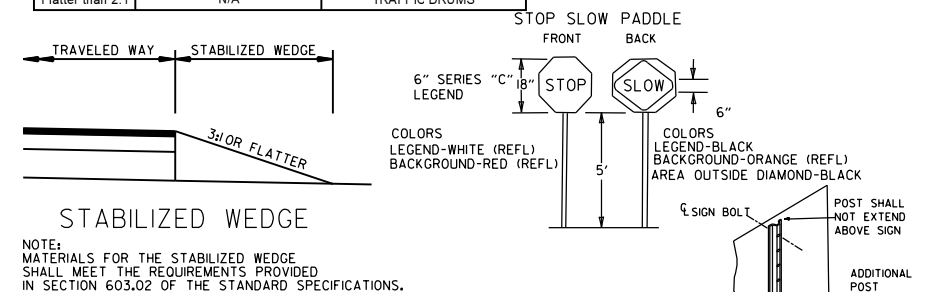 Flatter than 2:1 N/A TRAFFIC DRUMS
STOP SLOW PADDLE
FRONT BACK
TRAVELED WAY STABILIZED WEDGE
6" SERIES "C"
LEGEND
18"
STOP
SLOW
6"
3:1 OR FLATTER
COLORS
LEGEND-WHITE (REFL)
BACKGROUND-RED (REFL)
5'
COLORS
LEGEND-BLACK
BACKGROUND-ORANGE (REFL)
AREA OUTSIDE DIAMOND-BLACK
STABILIZED WEDGE
NOTE:
MATERIALS FOR THE STABILIZED WEDGE
SHALL MEET THE REQUIREMENTS PROVIDED
IN SECTION 603.02 OF THE STANDARD SPECIFICATIONS.
℄ SIGN BOLT
POST SHALL
NOT EXTEND
ABOVE SIGN
ADDITIONAL
POST